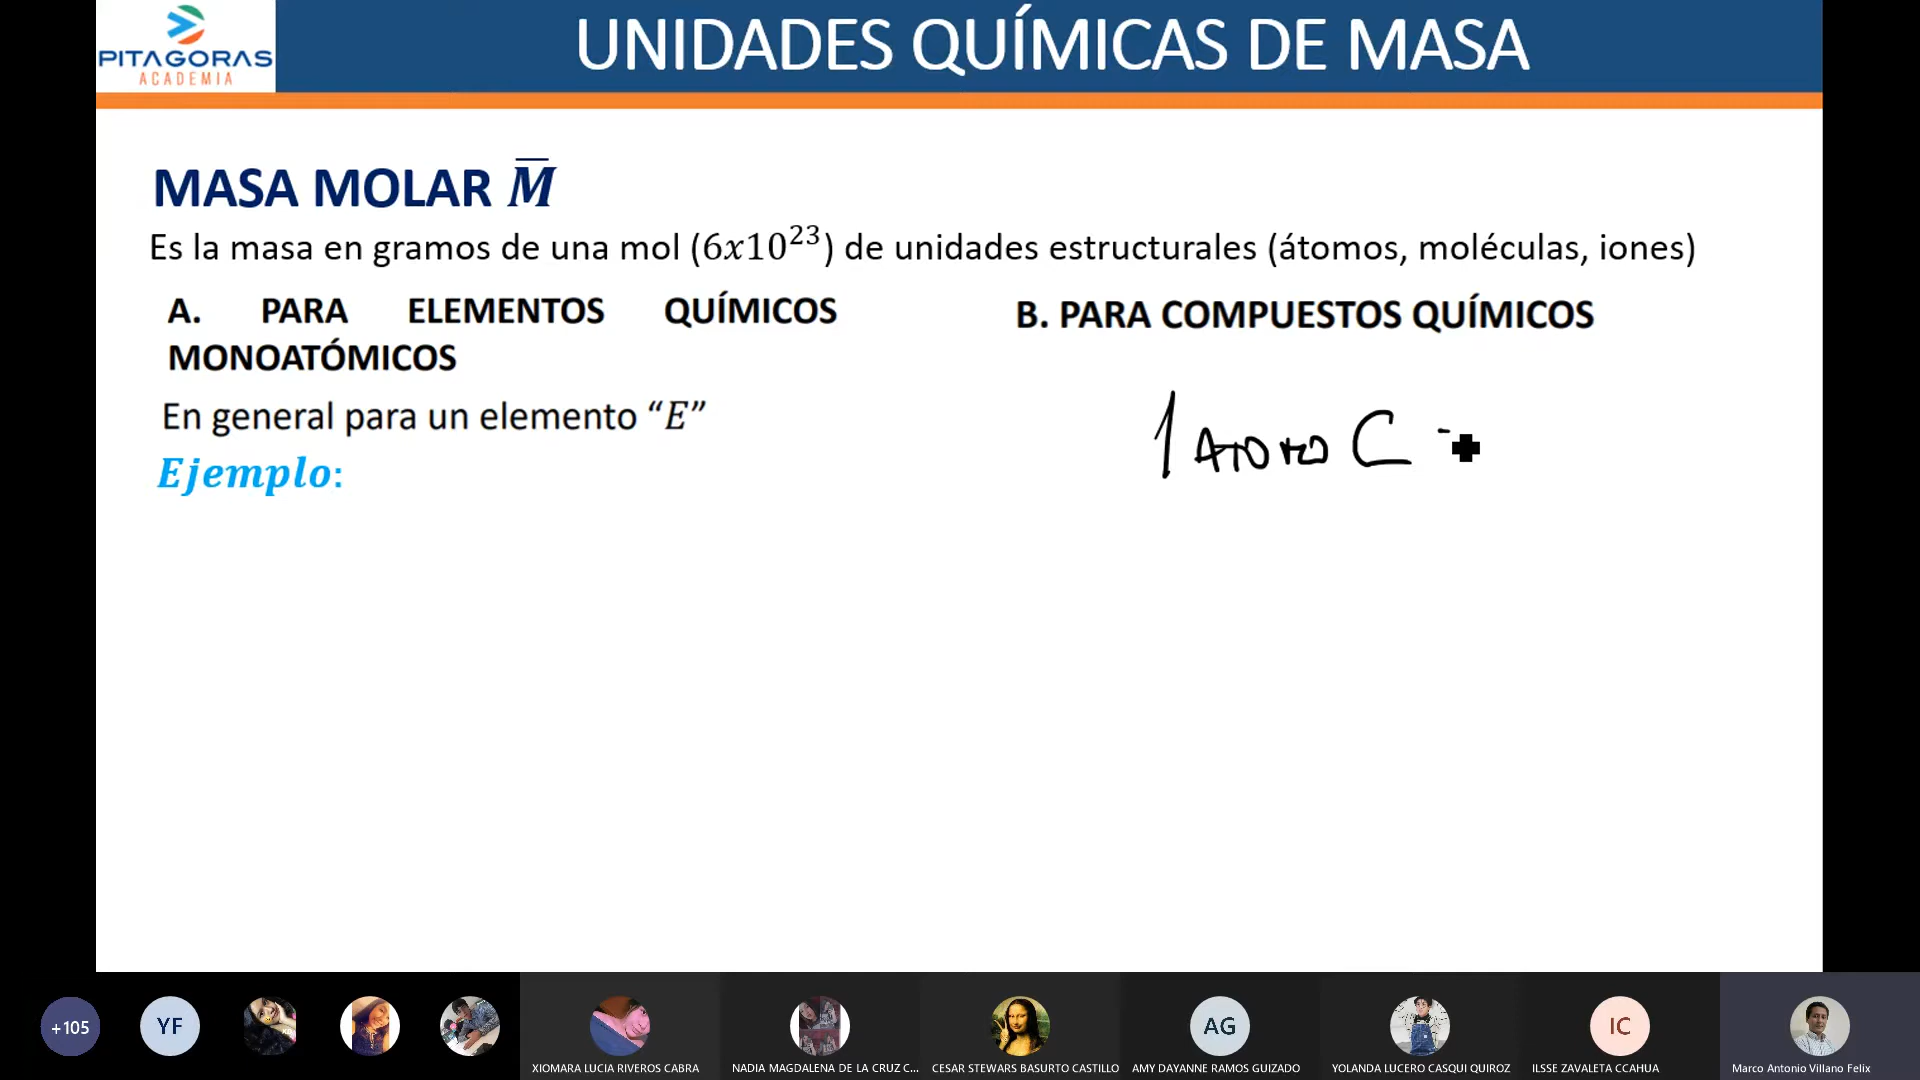 PITAGORAS
ACADEMIA
UNIDADES QUÍMICAS DE MASA
MASA MOLAR M̅
Es la masa en gramos de una mol (6x10²³) de unidades estructurales (átomos, moléculas, iones)
A. PARA ELEMENTOS QUÍMICOS
MONOATÓMICOS
En general para un elemento “E”
Ejemplo:
B. PARA COMPUESTOS QUÍMICOS
1 ATOMO C -
+105
YF
XIOMARA LUCIA RIVEROS CABRA
NADIA MAGDALENA DE LA CRUZ C...
CESAR STEWARS BASURTO CASTILLO
AG
AMY DAYANNE RAMOS GUIZADO
YOLANDA LUCERO CASQUI QUIROZ
IC
ILSSE ZAVALETA CCAHUA
Marco Antonio Villano Felix